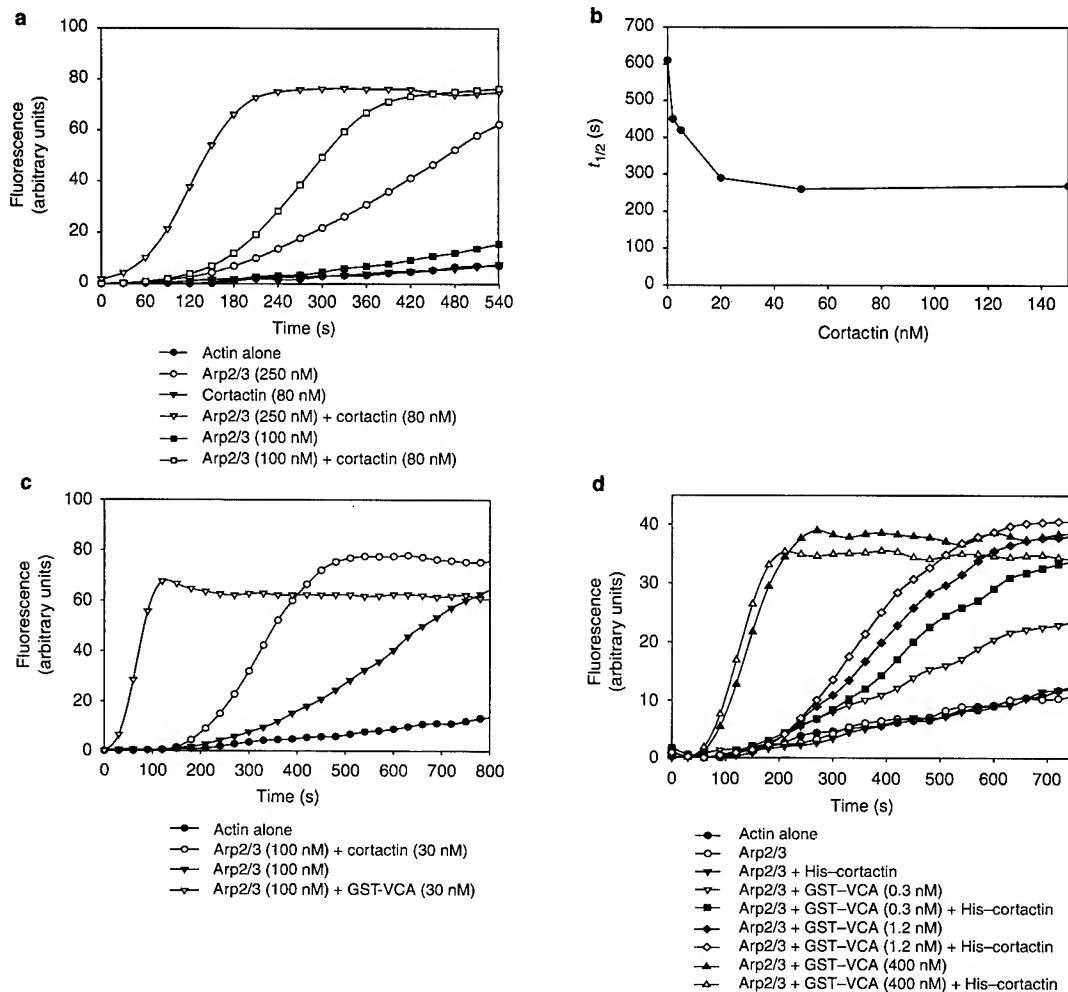 a
100
80
60
40
20
0
Fluorescence
(arbitrary units)
0 60 120 180 240 300 360 420 480 540
Time (s)
Actin alone
Arp2/3 (250 nM)
Cortactin (80 nM)
Arp2/3 (250 nM) + cortactin (80 nM)
Arp2/3 (100 nM)
Arp2/3 (100 nM) + cortactin (80 nM)
b
700
600
500
400
300
200
100
0
t1/2 (s)
0 20 40 60 80 100 120 140
Cortactin (nM)
c
100
80
60
40
20
0
Fluorescence
(arbitrary units)
0 100 200 300 400 500 600 700 800
Time (s)
Actin alone
Arp2/3 (100 nM) + cortactin (30 nM)
Arp2/3 (100 nM)
Arp2/3 (100 nM) + GST-VCA (30 nM)
d
40
30
20
10
0
Fluorescence
(arbitrary units)
0 100 200 300 400 500 600 700
Time (s)
Actin alone
Arp2/3
Arp2/3 + His–cortactin
Arp2/3 + GST–VCA (0.3 nM)
Arp2/3 + GST–VCA (0.3 nM) + His–cortactin
Arp2/3 + GST–VCA (1.2 nM)
Arp2/3 + GST–VCA (1.2 nM) + His–cortactin
Arp2/3 + GST–VCA (400 nM)
Arp2/3 + GST–VCA (400 nM) + His–cortactin